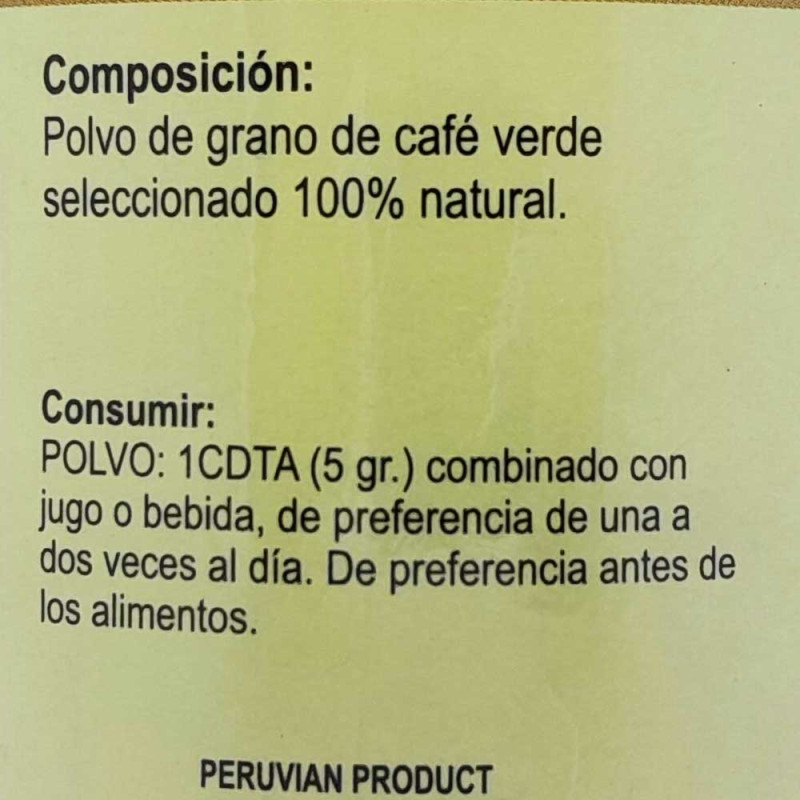 Composición:
Polvo de grano de café verde
seleccionado 100% natural.
Consumir:
POLVO: 1CDTA (5 gr.) combinado con
jugo o bebida, de preferencia de una a
dos veces al día. De preferencia antes de
los alimentos.
PERUVIAN PRODUCT